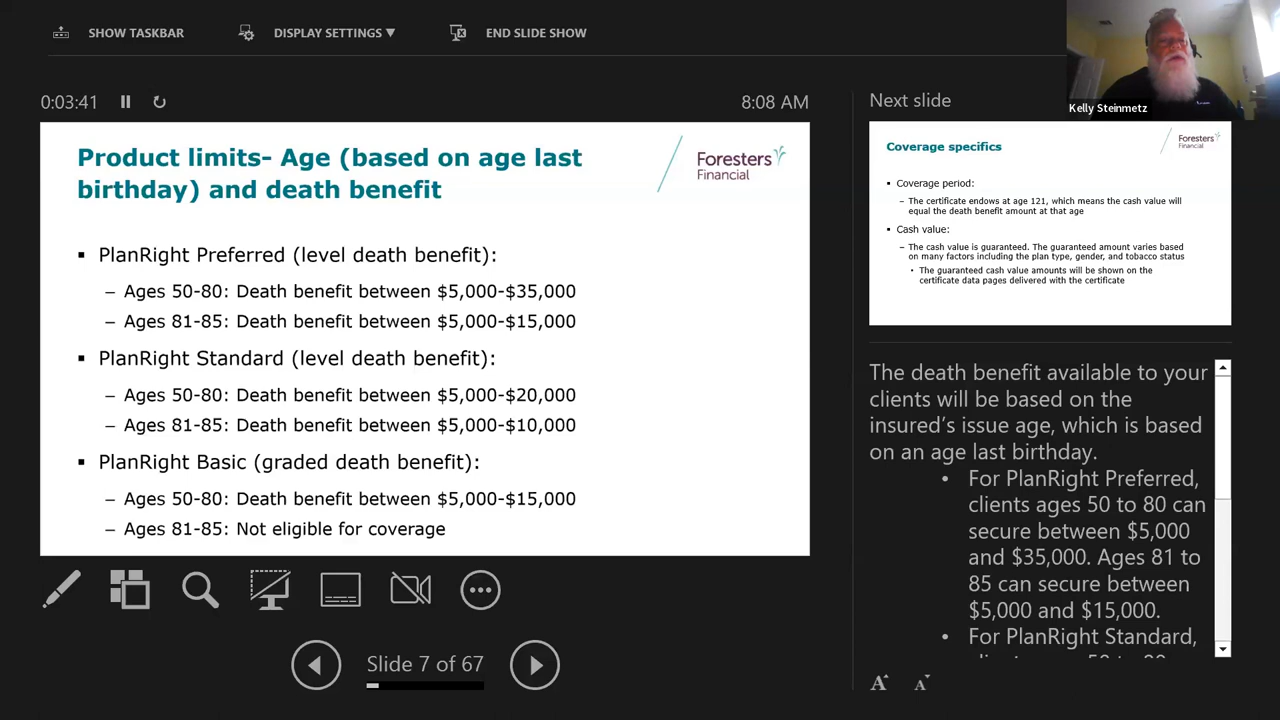 SHOW TASKBAR
DISPLAY SETTINGS ▼
END SLIDE SHOW
Kelly Steinmetz
0:03:41
8:08 AM
Product limits- Age (based on age last
birthday) and death benefit
Foresters
Financial
▪ PlanRight Preferred (level death benefit):
– Ages 50-80: Death benefit between $5,000-$35,000
– Ages 81-85: Death benefit between $5,000-$15,000
▪ PlanRight Standard (level death benefit):
– Ages 50-80: Death benefit between $5,000-$20,000
– Ages 81-85: Death benefit between $5,000-$10,000
▪ PlanRight Basic (graded death benefit):
– Ages 50-80: Death benefit between $5,000-$15,000
– Ages 81-85: Not eligible for coverage
Slide 7 of 67
Next slide
Coverage specifics
Foresters
Financial
▪ Coverage period:
– The certificate endows at age 121, which means the cash value will
equal the death benefit amount at that age
▪ Cash value:
– The cash value is guaranteed. The guaranteed amount varies based
on many factors including the plan type, gender, and tobacco status
• The guaranteed cash value amounts will be shown on the
certificate data pages delivered with the certificate
The death benefit available to your
clients will be based on the
insured’s issue age, which is based
on an age last birthday.
• For PlanRight Preferred,
clients ages 50 to 80 can
secure between $5,000
and $35,000. Ages 81 to
85 can secure between
$5,000 and $15,000.
• For PlanRight Standard,
A A